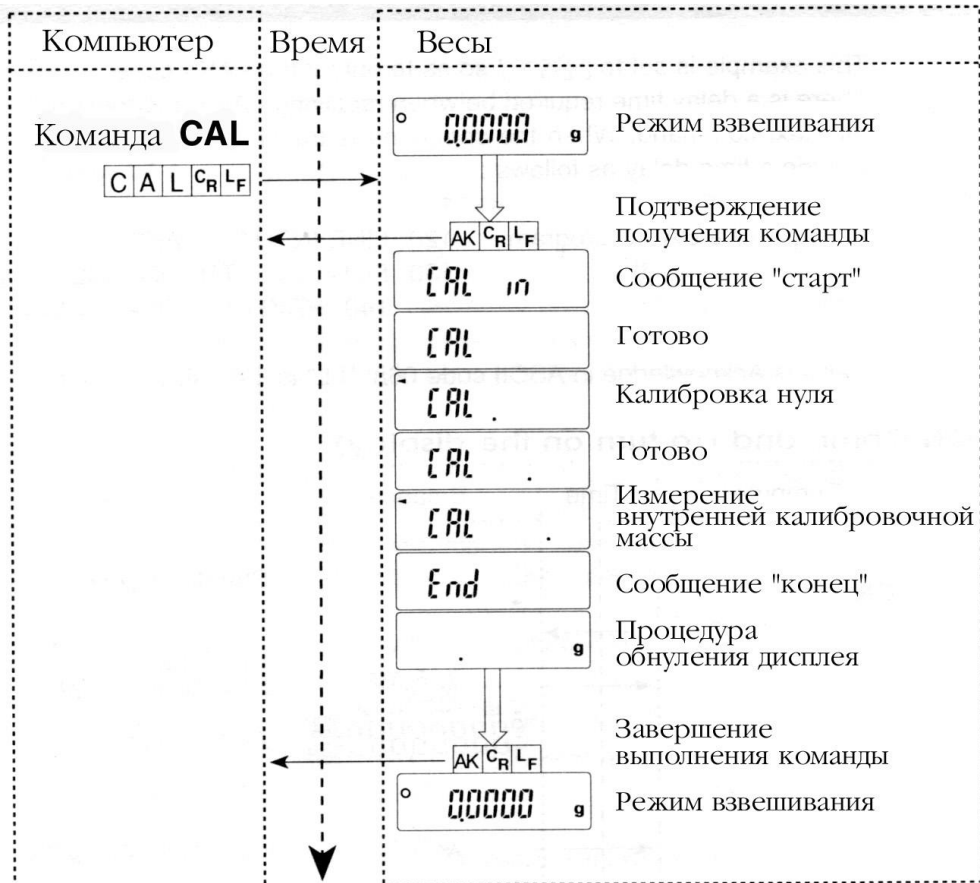 Компьютер Время Весы
0.0000 g Режим взвешивания
Команда CAL
C A L CR LF
Подтверждение
получения команды
AK CR LF
CAL in Сообщение "старт"
CAL Готово
CAL . Калибровка нуля
CAL . Готово
Измерение
внутренней калибровочной
CAL .
массы
End Сообщение "конец"
Процедура
. g обнуления дисплея
Завершение
выполнения команды
AK CR LF
0.0000 g Режим взвешивания